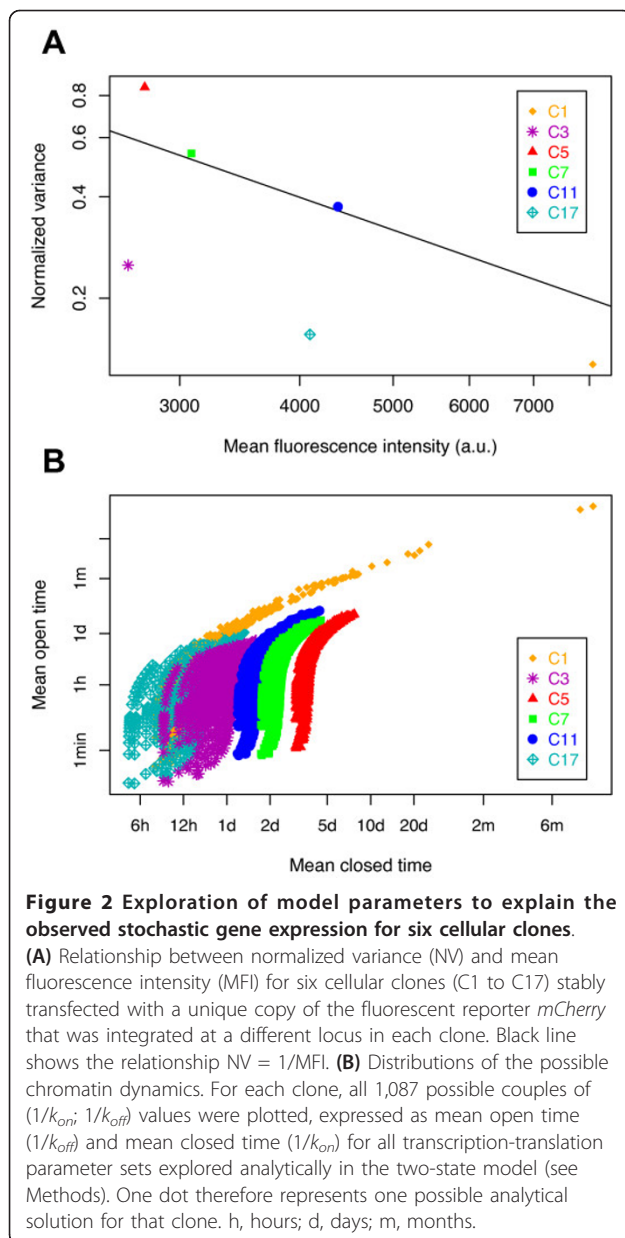 A
Normalized variance
0.8
0.6
0.4
0.2
C1
C3
C5
C7
C11
C17
3000 4000 5000 6000 7000
Mean fluorescence intensity (a.u.)
B
Mean open time
1m
1d
1h
1min
C1
C3
C5
C7
C11
C17
6h 12h 1d 2d 5d 10d 20d 2m 6m
Mean closed time
Figure 2 Exploration of model parameters to explain the
observed stochastic gene expression for six cellular clones.
(A) Relationship between normalized variance (NV) and mean
fluorescence intensity (MFI) for six cellular clones (C1 to C17) stably
transfected with a unique copy of the fluorescent reporter mCherry
that was integrated at a different locus in each clone. Black line
shows the relationship NV = 1/MFI. (B) Distributions of the possible
chromatin dynamics. For each clone, all 1,087 possible couples of
(1/kon; 1/koff) values were plotted, expressed as mean open time
(1/koff) and mean closed time (1/kon) for all transcription-translation
parameter sets explored analytically in the two-state model (see
Methods). One dot therefore represents one possible analytical
solution for that clone. h, hours; d, days; m, months.